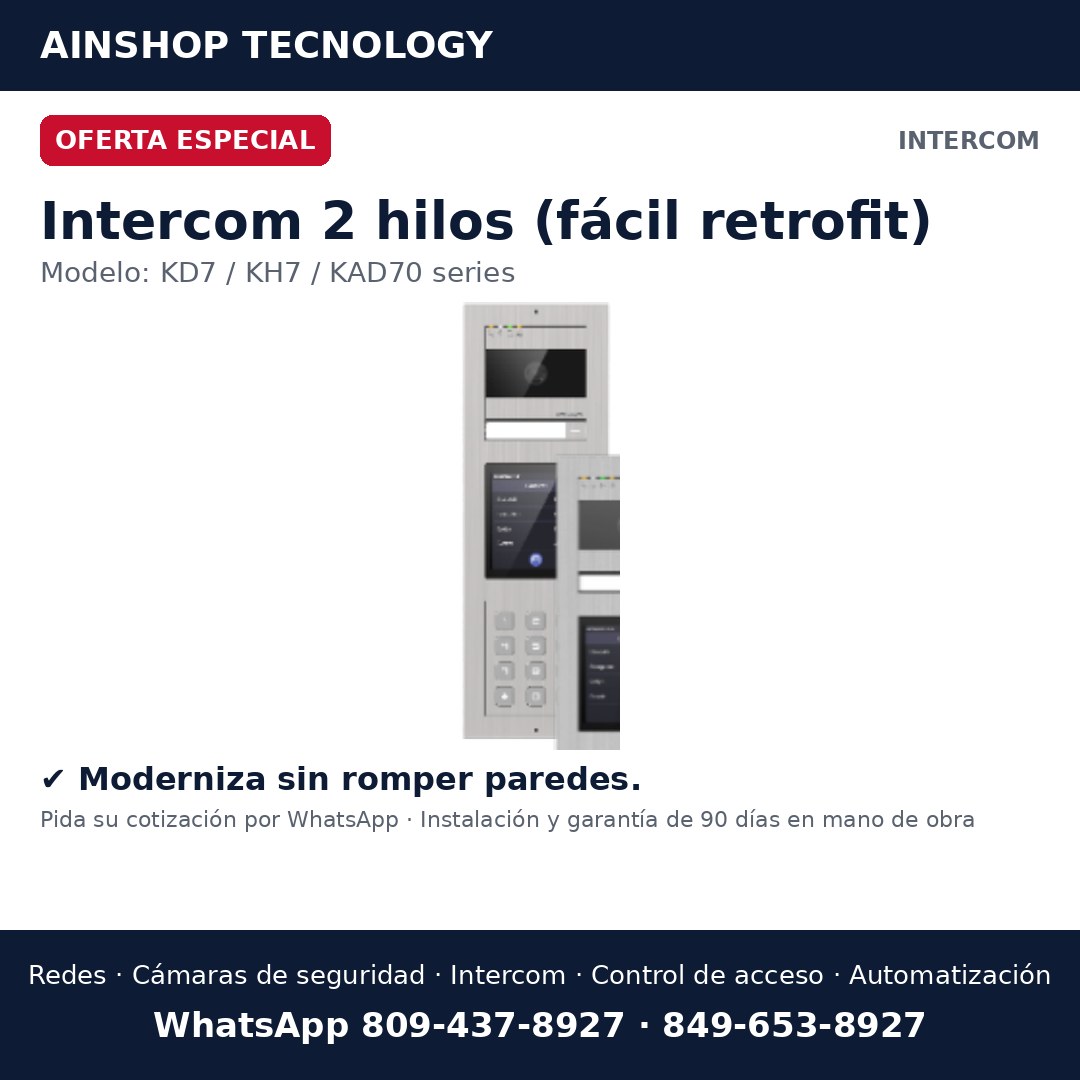 AINSHOP TECNOLOGY
OFERTA ESPECIAL
INTERCOM
Intercom 2 hilos (fácil retrofit)
Modelo: KD7 / KH7 / KAD70 series
✔ Moderniza sin romper paredes.
Pida su cotización por WhatsApp · Instalación y garantía de 90 días en mano de obra
Redes · Cámaras de seguridad · Intercom · Control de acceso · Automatización
WhatsApp 809-437-8927 · 849-653-8927